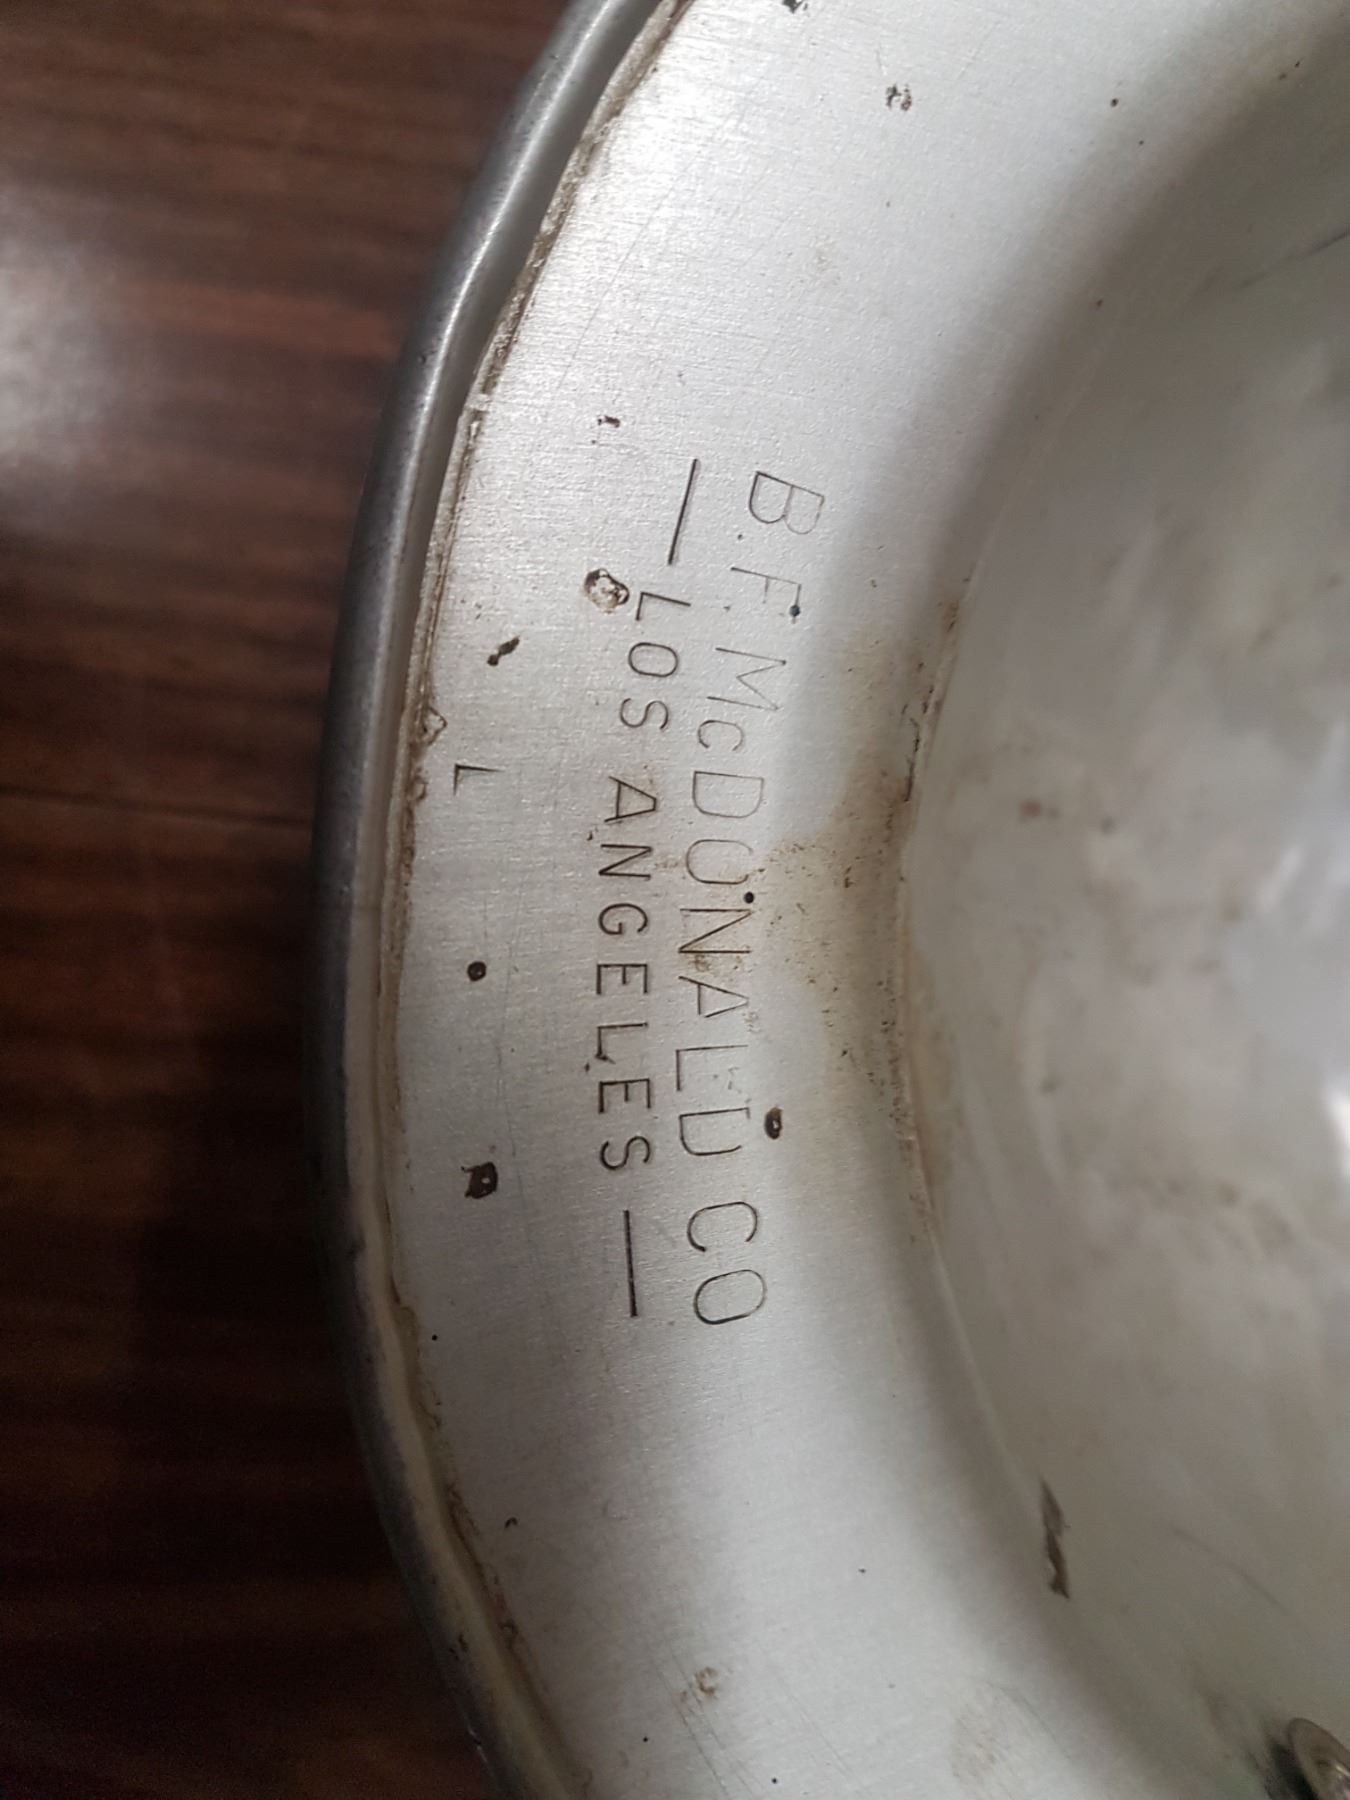 B.F. McDONALD CO
— LOS ANGELES —
L